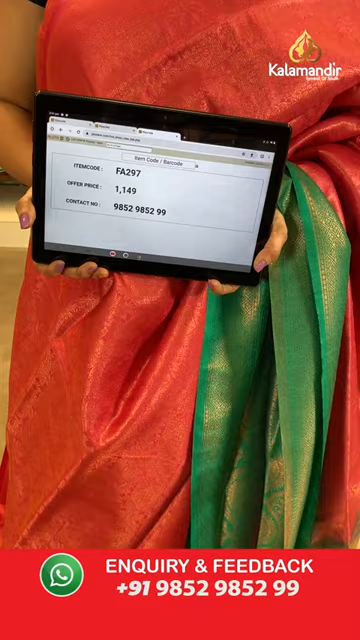 Kalamandir
Item Code / Barcode
ITEMCODE : FA297
OFFER PRICE : 1,149
CONTACT NO : 9852 9852 99
ENQUIRY & FEEDBACK
+91 9852 9852 99